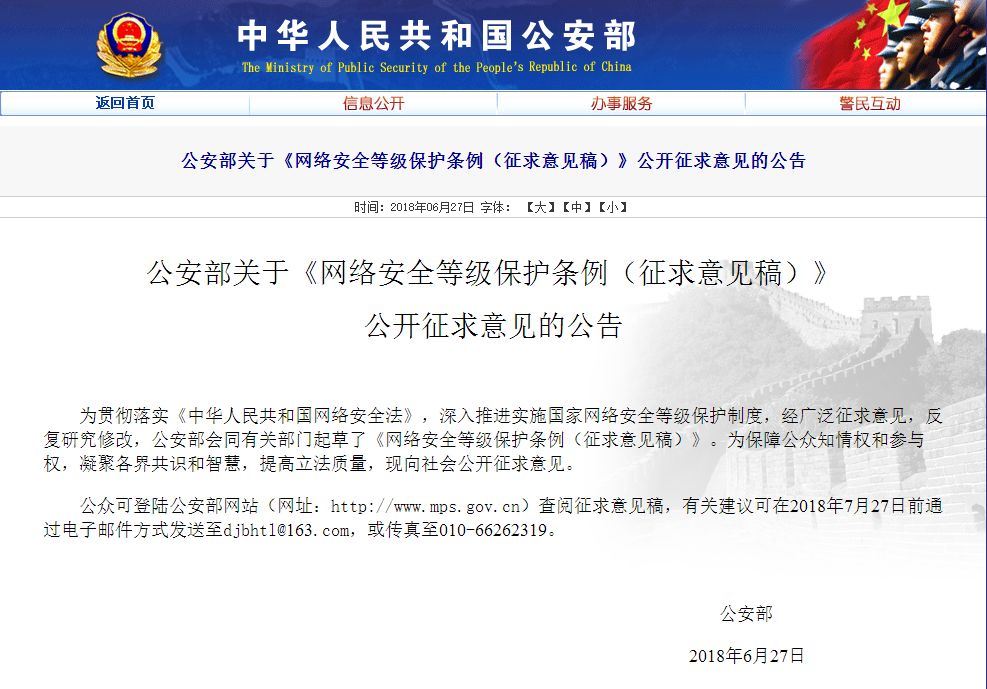 中华人民共和国公安部
The Ministry of Public Security of the People's Republic of China
返回首页 信息公开 办事服务 警民互动
公安部关于《网络安全等级保护条例（征求意见稿）》公开征求意见的公告
时间：2018年06月27日 字体： 【大】【中】【小】
公安部关于《网络安全等级保护条例（征求意见稿）》
公开征求意见的公告
为贯彻落实《中华人民共和国网络安全法》，深入推进实施国家网络安全等级保护制度，经广泛征求意见，反
复研究修改，公安部会同有关部门起草了《网络安全等级保护条例（征求意见稿）》。为保障公众知情权和参与
权，凝聚各界共识和智慧，提高立法质量，现向社会公开征求意见。
公众可登陆公安部网站（网址：http://www.mps.gov.cn）查阅征求意见稿，有关建议可在2018年7月27日前通
过电子邮件方式发送至djbhtl@163.com，或传真至010-66262319。
公安部
2018年6月27日